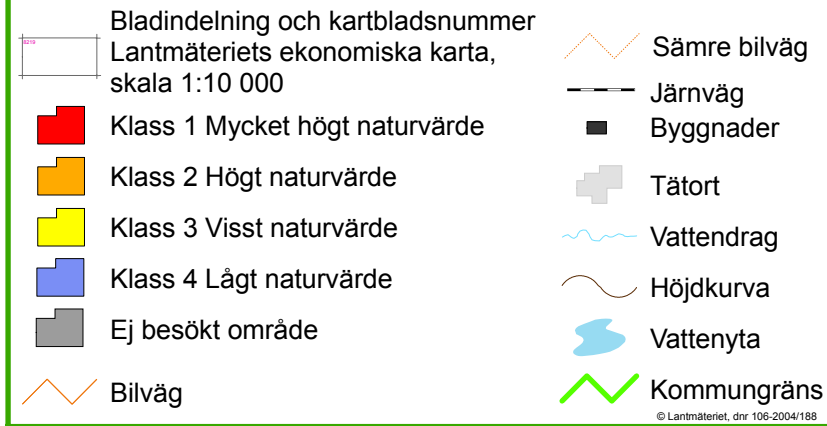 Bladindelning och kartbladsnummer
Lantmäteriets ekonomiska karta,
skala 1:10 000
Klass 1 Mycket högt naturvärde
Klass 2 Högt naturvärde
Klass 3 Visst naturvärde
Klass 4 Lågt naturvärde
Ej besökt område
Bilväg
Sämre bilväg
Järnväg
Byggnader
Tätort
Vattendrag
Höjdkurva
Vattenyta
Kommungräns
© Lantmäteriet, dnr 106-2004/188